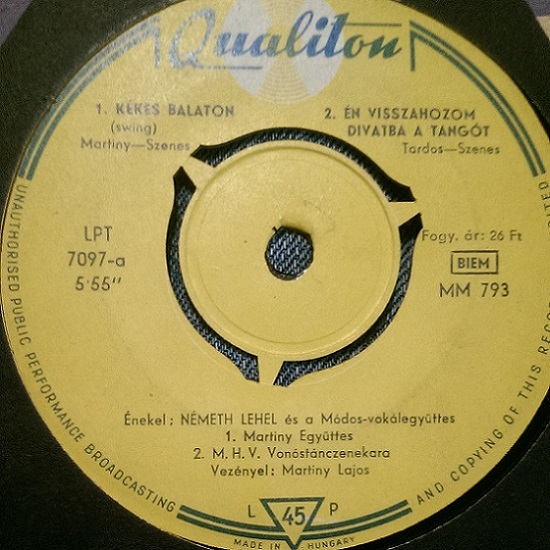 Qualiton
1. KÉKES BALATON
(swing)
Martiny—Szenes
2. ÉN VISSZAHOZOM
DIVATBA A TANGÓT
Tardos—Szenes
LPT
7097-a
5·55"
Fogy. ár: 26 Ft
BIEM
MM 793
Énekel: NÉMETH LEHEL és a Módos-vokálegyüttes
1. Martiny Együttes
2. M. H. V. Vonóstánczenekara
Vezényel: Martiny Lajos
L 45 P
MADE IN HUNGARY
UNAUTHORISED PUBLIC PERFORMANCE BROADCASTING
AND COPYING OF THIS RECORD